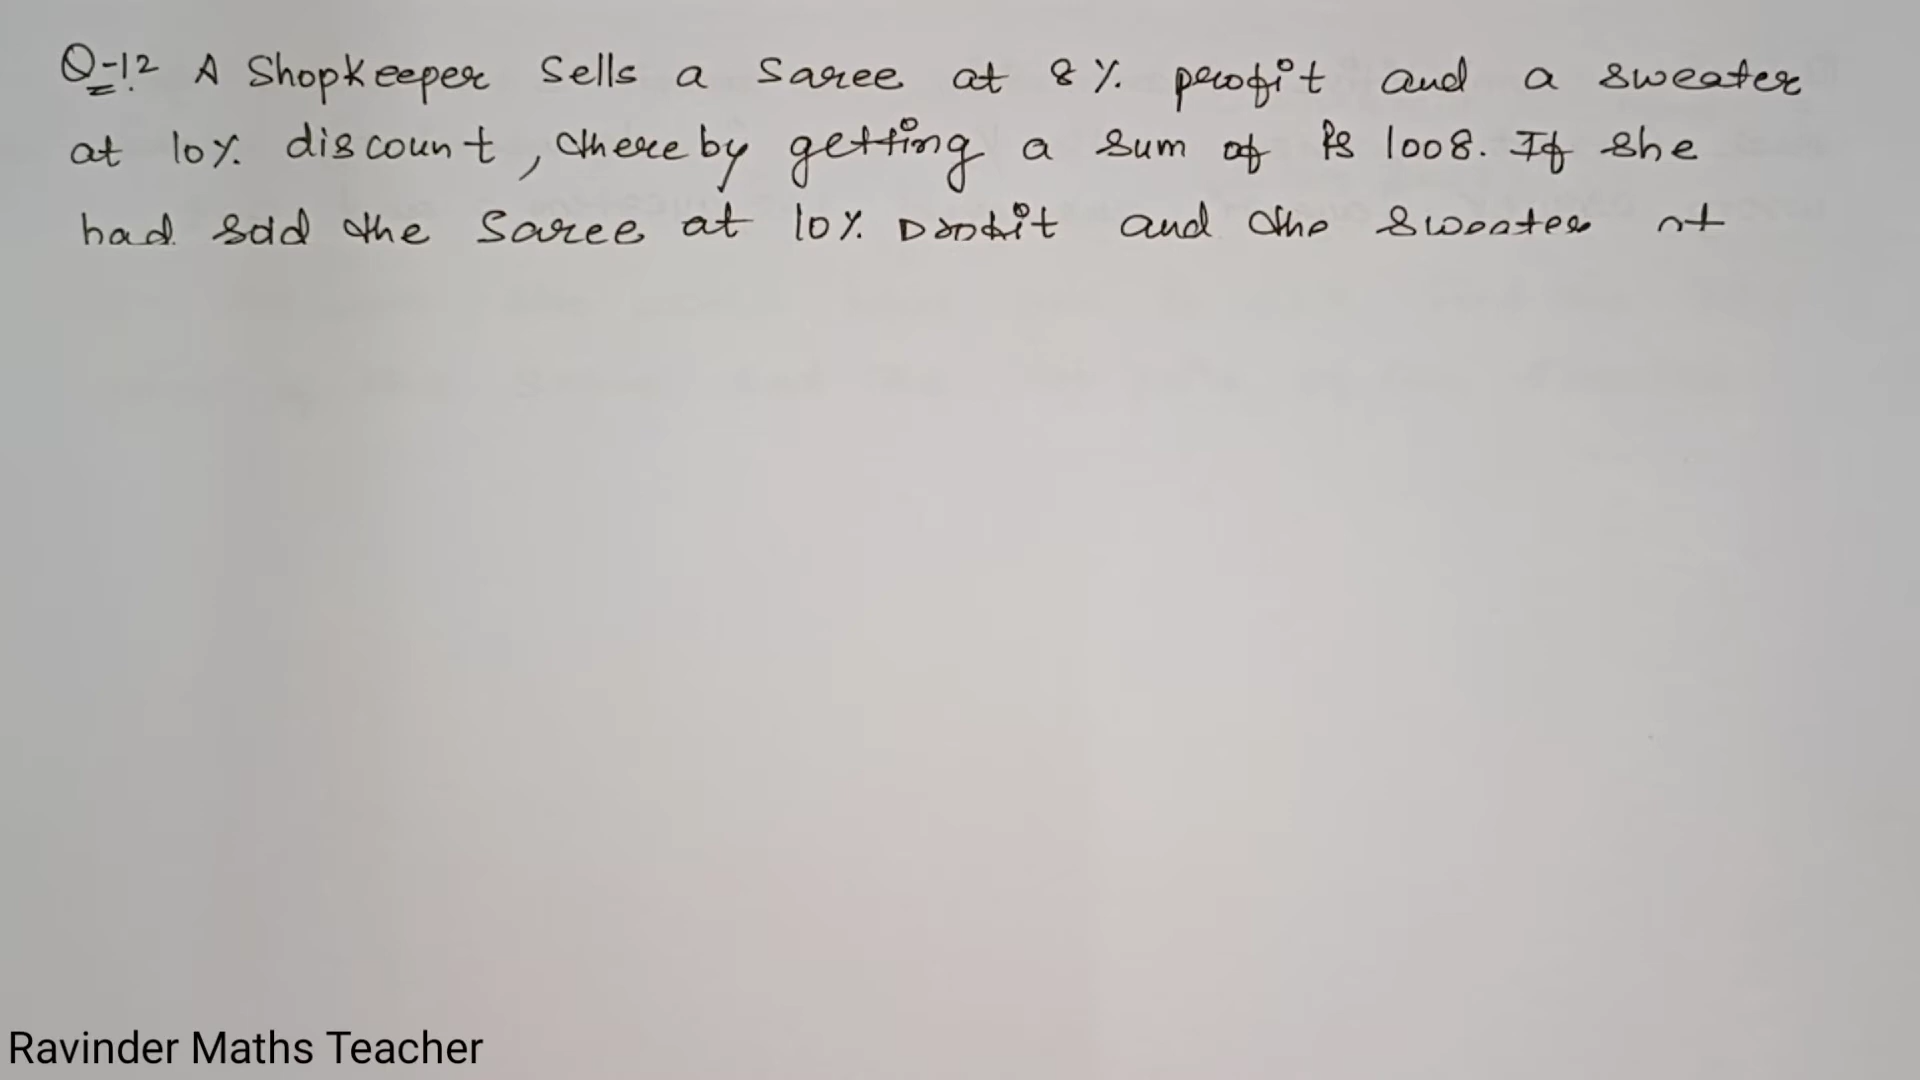 Q-12 A Shopkeeper Sells a Saree at 8% profit and a sweater
at 10% discount, thereby getting a sum of Rs 1008. If she
had sold the Saree at 10% profit and the sweater at
Ravinder Maths Teacher